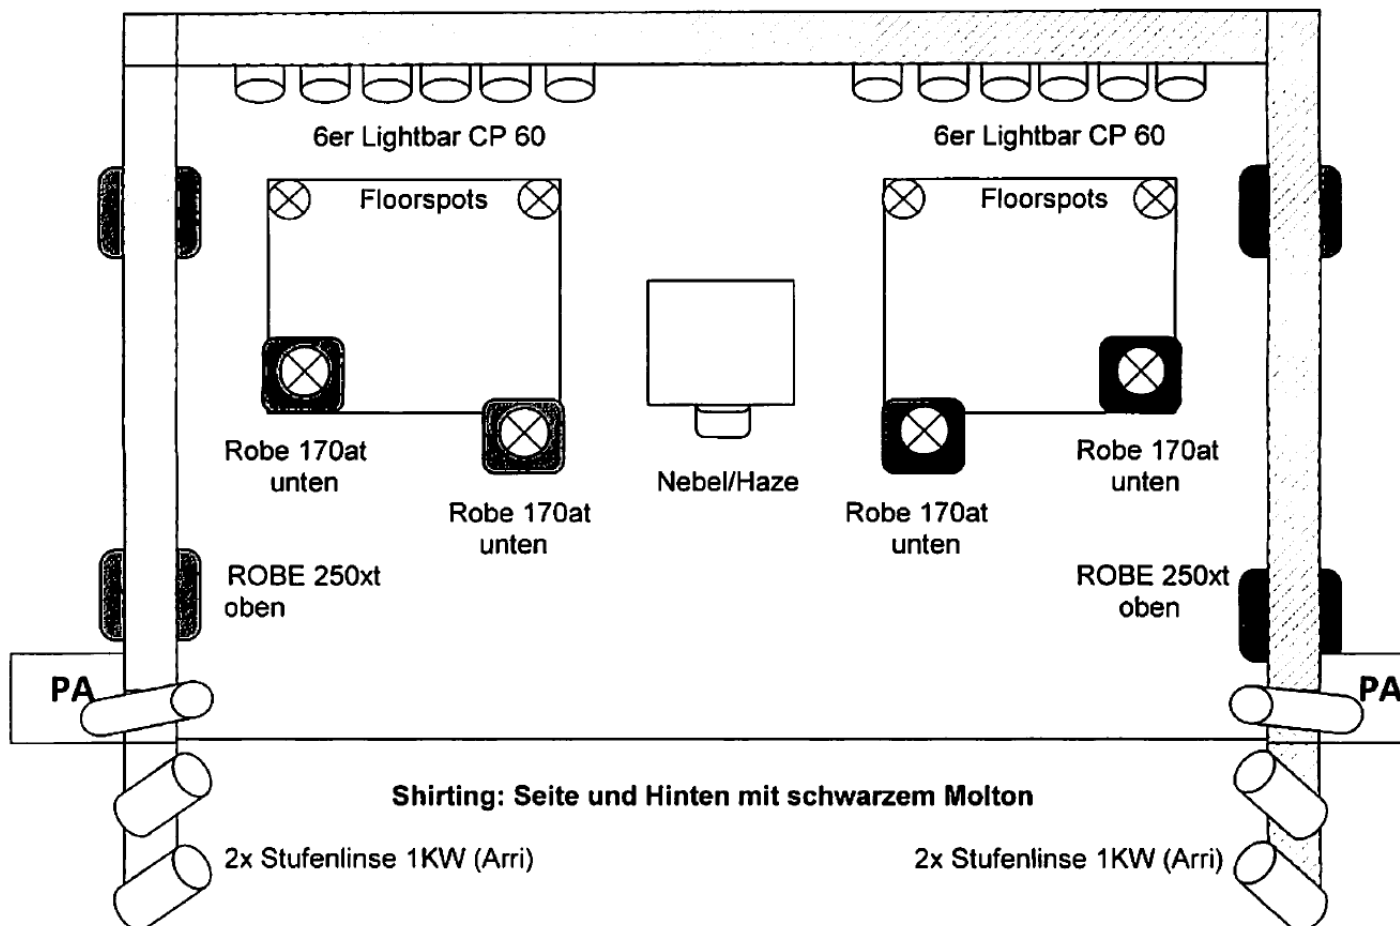 6er Lightbar CP 60
6er Lightbar CP 60
Floorspots
Floorspots
Robe 170at
unten
Robe 170at
unten
Nebel/Haze
Robe 170at
unten
Robe 170at
unten
ROBE 250xt
oben
ROBE 250xt
oben
PA
PA
Shirting: Seite und Hinten mit schwarzem Molton
2x Stufenlinse 1KW (Arri)
2x Stufenlinse 1KW (Arri)